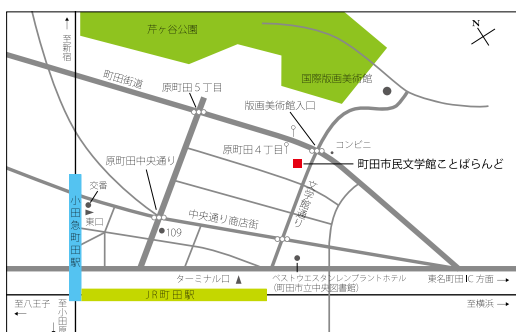 芹ヶ谷公園
N
至新宿
町田街道
国際版画美術館
原町田5丁目
版画美術館入口
原町田4丁目
コンビニ
町田市民文学館ことばらんど
原町田中央通り
文学館通り
交番
東口
小田急町田駅
中央通り商店街
109
ターミナル口
ベストウエスタンレンブラントホテル
(町田市立中央図書館)
東名町田IC方面
JR町田駅
至八王子
至小田原
至横浜